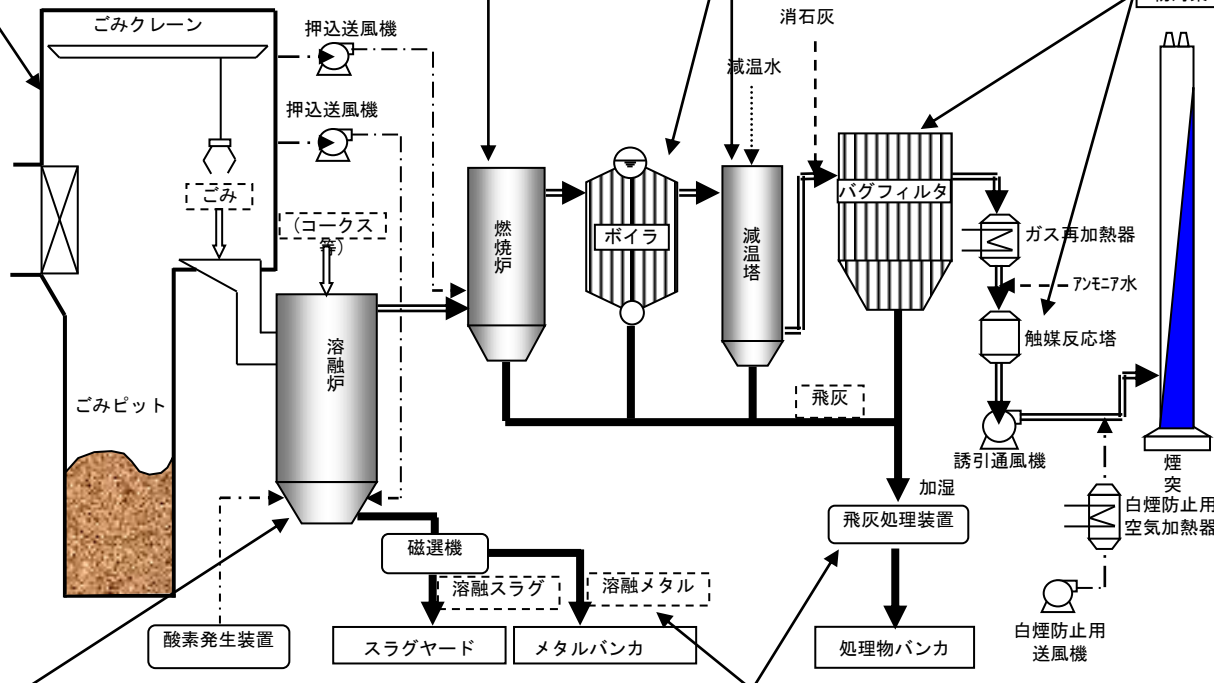 ごみクレーン
押込送風機
押込送風機
消石灰
減温水
ごみ
(コークス
等)
燃焼炉
ボイラ
減温塔
バグフィルタ
ガス再加熱器
アンモニア水
触媒反応塔
溶融炉
ごみピット
飛灰
誘引通風機
煙突
加湿
白煙防止用
空気加熱器
飛灰処理装置
磁選機
溶融スラグ
溶融メタル
酸素発生装置
スラグヤード
メタルバンカ
処理物バンカ
白煙防止用
送風機